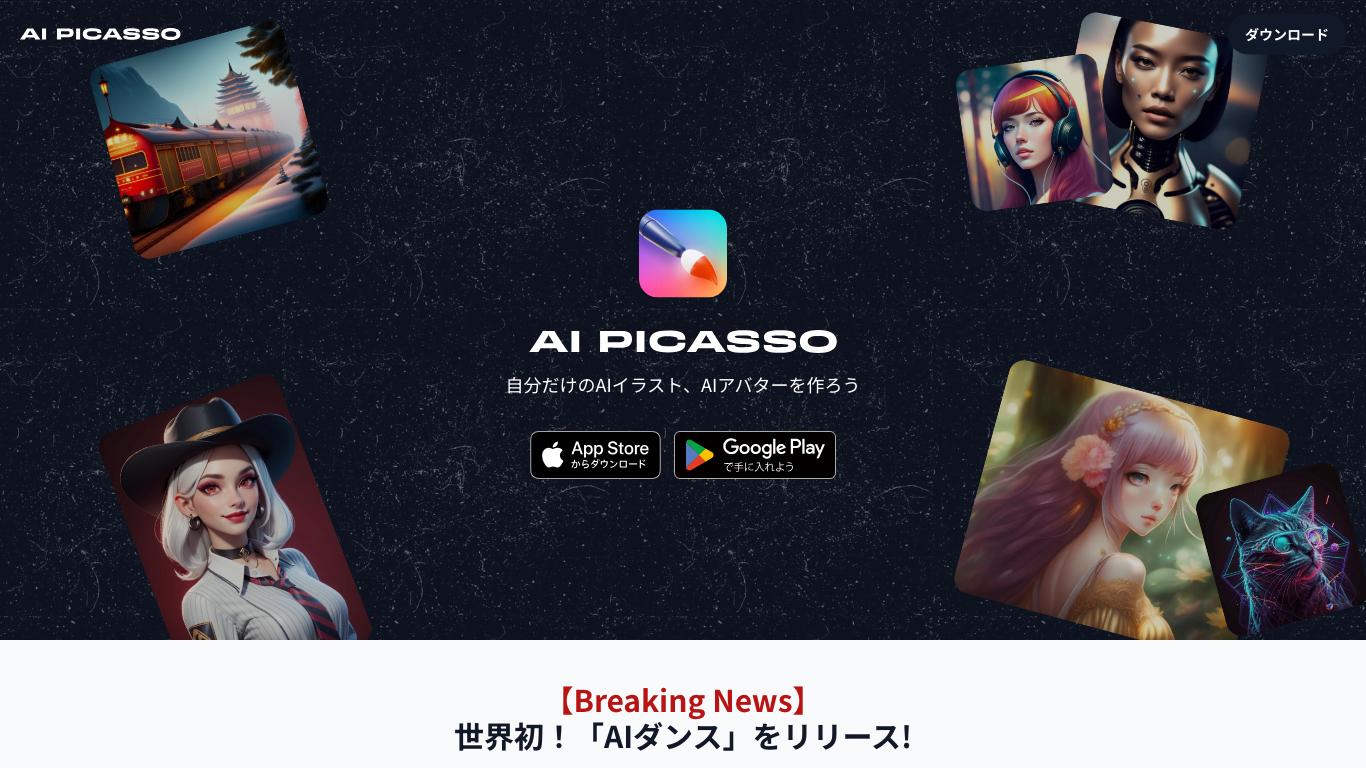 AI PICASSO
ダウンロード
AI PICASSO
自分だけのAIイラスト、AIアバターを作ろう
App Store
からダウンロード
Google Play
で手に入れよう
【Breaking News】
世界初！「AIダンス」をリリース!